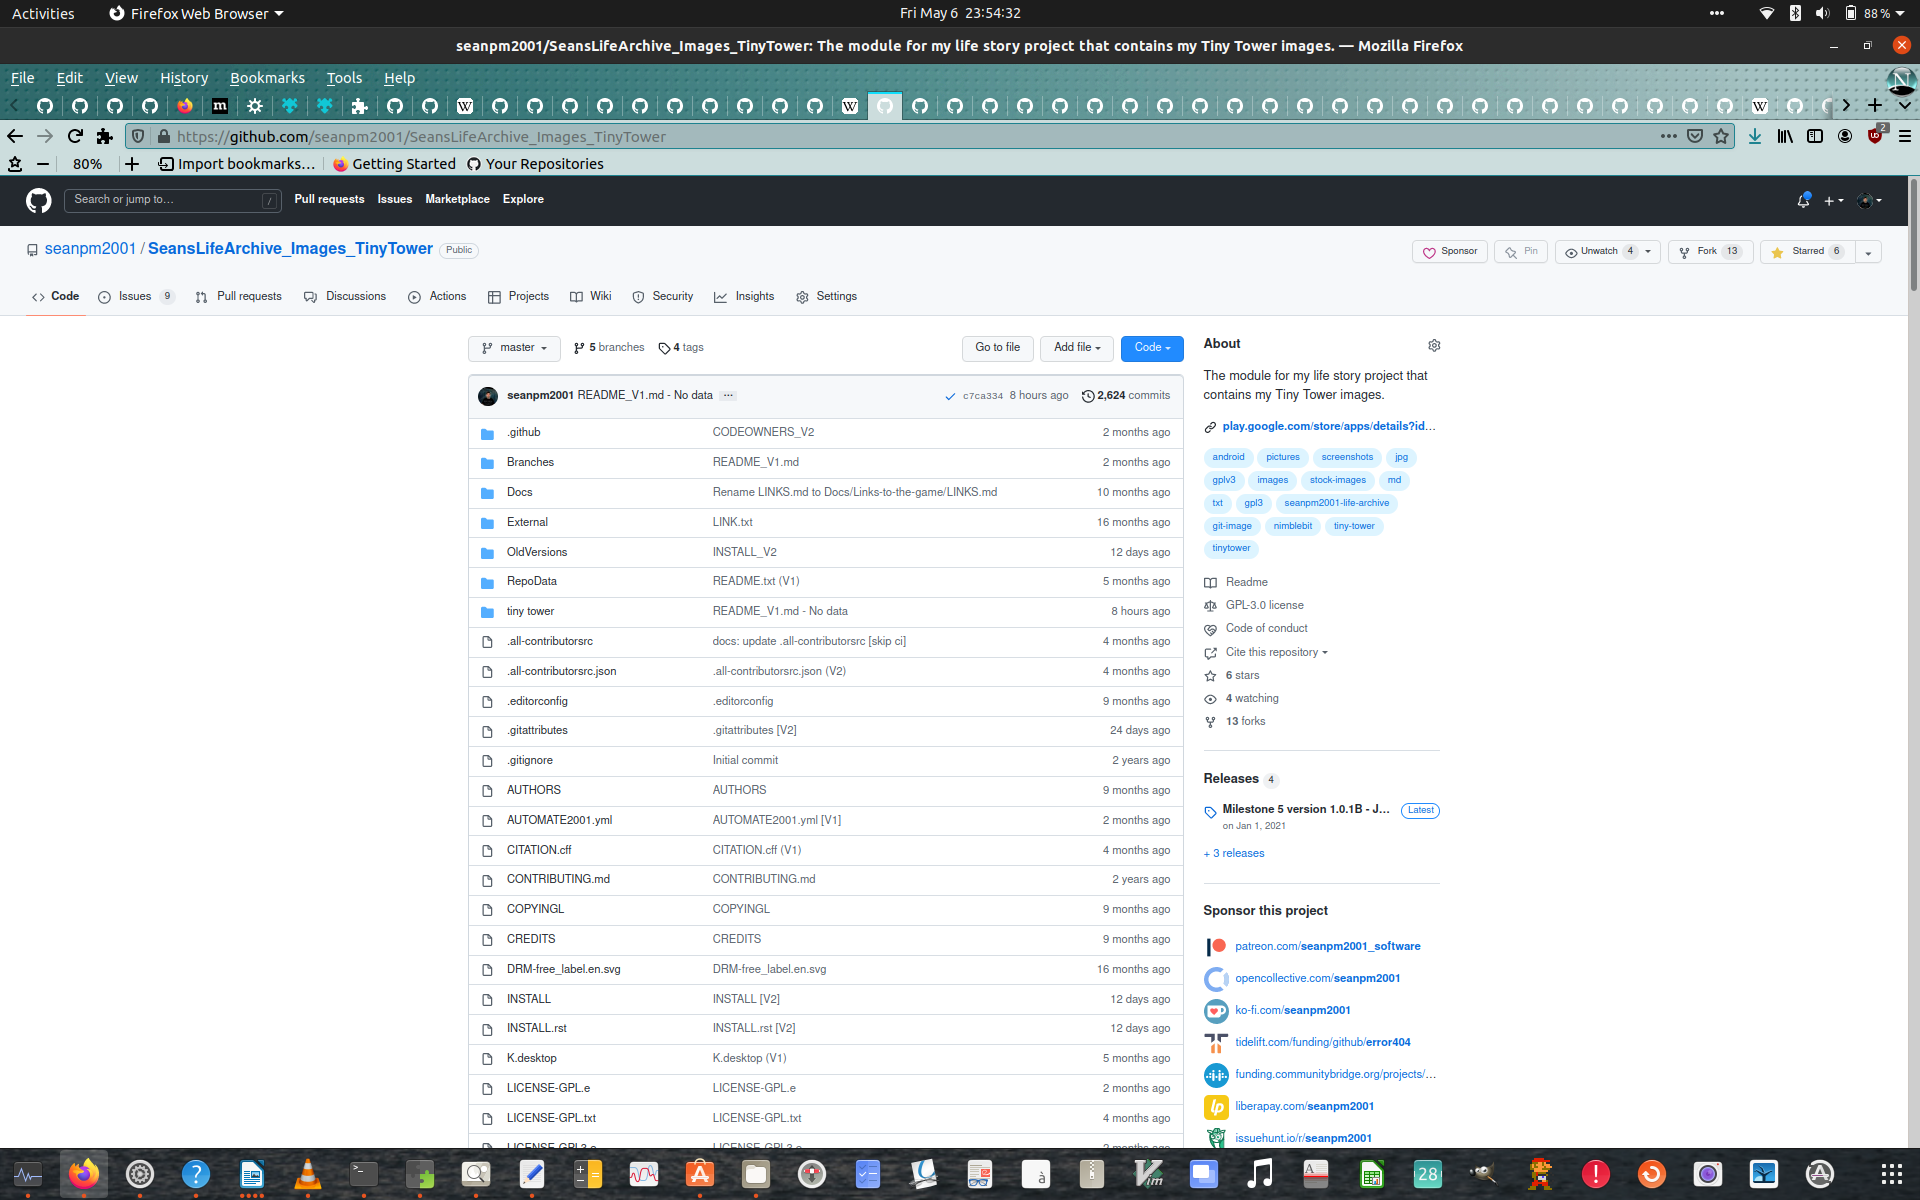 Activities Firefox Web Browser Fri May 6 23:54:32 88 %
seanpm2001/SeansLifeArchive_Images_TinyTower: The module for my life story project that contains my Tiny Tower images. — Mozilla Firefox
File Edit View History Bookmarks Tools Help
https://github.com/seanpm2001/SeansLifeArchive_Images_TinyTower 2
80% Import bookmarks… Getting Started Your Repositories
Search or jump to… / Pull requests Issues Marketplace Explore
seanpm2001 / SeansLifeArchive_Images_TinyTower Public Sponsor Pin Unwatch 4 Fork 13 Starred 6
Code Issues 9 Pull requests Discussions Actions Projects Wiki Security Insights Settings
master 5 branches 4 tags Go to file Add file Code
seanpm2001 README_V1.md - No data c7ca334 8 hours ago 2,624 commits
.github CODEOWNERS_V2 2 months ago
Branches README_V1.md 2 months ago
Docs Rename LINKS.md to Docs/Links-to-the-game/LINKS.md 10 months ago
External LINK.txt 16 months ago
OldVersions INSTALL_V2 12 days ago
RepoData README.txt (V1) 5 months ago
tiny tower README_V1.md - No data 8 hours ago
.all-contributorsrc docs: update .all-contributorsrc [skip ci] 4 months ago
.all-contributorsrc.json .all-contributorsrc.json (V2) 4 months ago
.editorconfig .editorconfig 9 months ago
.gitattributes .gitattributes [V2] 24 days ago
.gitignore Initial commit 2 years ago
AUTHORS AUTHORS 9 months ago
AUTOMATE2001.yml AUTOMATE2001.yml [V1] 2 months ago
CITATION.cff CITATION.cff (V1) 4 months ago
CONTRIBUTING.md CONTRIBUTING.md 2 years ago
COPYINGL COPYINGL 9 months ago
CREDITS CREDITS 9 months ago
DRM-free_label.en.svg DRM-free_label.en.svg 16 months ago
INSTALL INSTALL [V2] 12 days ago
INSTALL.rst INSTALL.rst [V2] 12 days ago
K.desktop K.desktop (V1) 5 months ago
LICENSE-GPL.e LICENSE-GPL.e 2 months ago
LICENSE-GPL.txt LICENSE-GPL.txt 4 months ago
About
The module for my life story project that
contains my Tiny Tower images.
play.google.com/store/apps/details?id…
android pictures screenshots jpg
gplv3 images stock-images md
txt gpl3 seanpm2001-life-archive
git-image nimblebit tiny-tower
tinytower
Readme
GPL-3.0 license
Code of conduct
Cite this repository
6 stars
4 watching
13 forks
Releases 4
Milestone 5 version 1.0.1B - J… Latest
on Jan 1, 2021
+ 3 releases
Sponsor this project
patreon.com/seanpm2001_software
opencollective.com/seanpm2001
ko-fi.com/seanpm2001
tidelift.com/funding/github/error404
funding.communitybridge.org/projects/…
liberapay.com/seanpm2001
issuehunt.io/r/seanpm2001
28